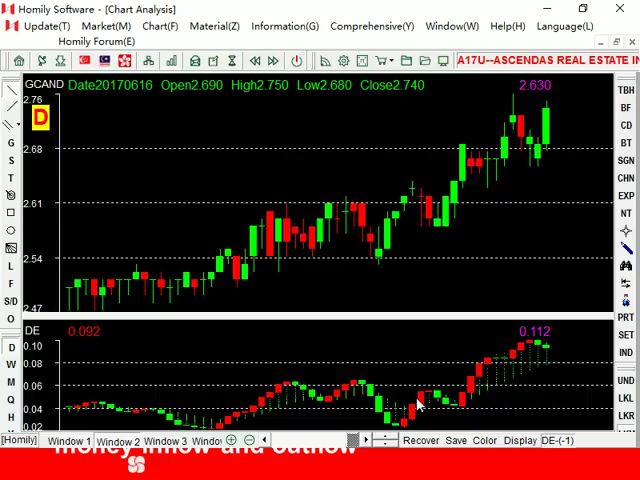 Homily Software - [Chart Analysis]
Update(T) Market(M) Chart(F) Material(Z) Information(G) Comprehensive(Y) Window(W) Help(H) Language(L)
Homily Forum(E)
A17U--ASCENDAS REAL ESTATE IN
GCAND Date20170616 Open2.690 High2.750 Low2.680 Close2.740 2.630
2.76
D
2.68
2.61
2.54
2.47
DE 0.092 0.112
0.10
0.08
0.06
0.04
0.02
G
S
T
L
F
S/D
O
D
W
M
Q
H
TBH
BF
CD
BT
SGN
CHN
EXP
NT
PRT
SET
IND
UND
LKL
LKR
[Homily] Window 1 Window 2 Window 3 Windo Recover Save Color Display DE-(-1)
money inflow and outflow